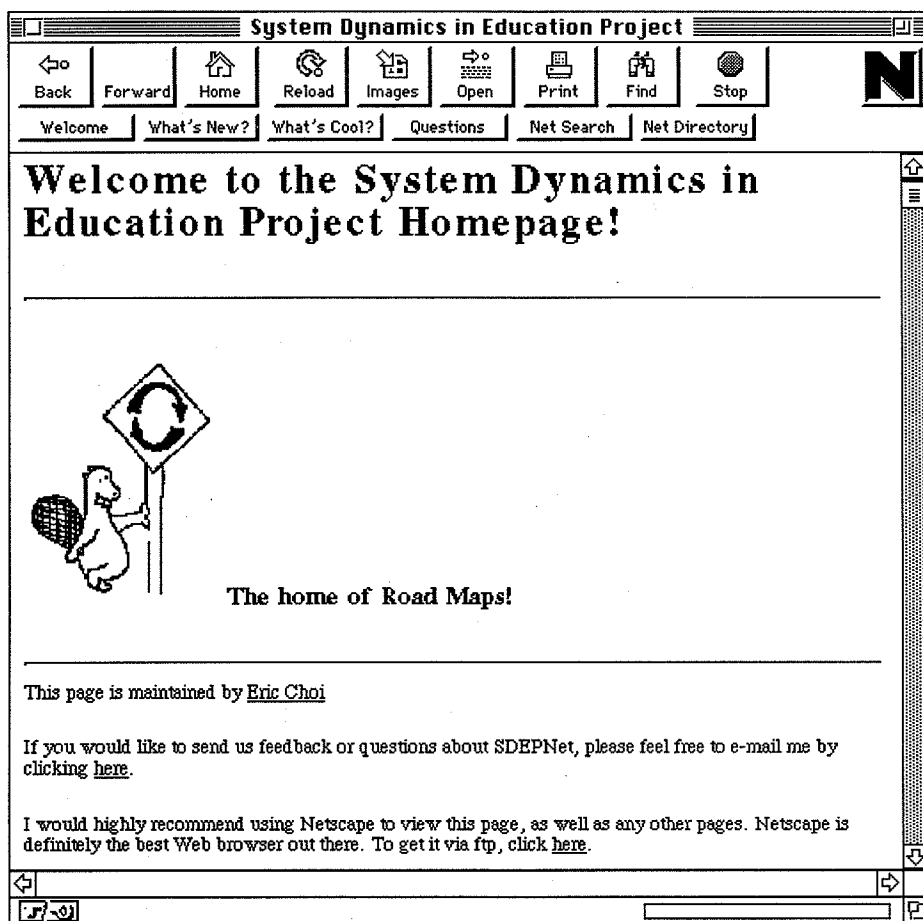 System Dynamics in Education Project
Back Forward Home Reload Images Open Print Find Stop
N
Welcome What's New? What's Cool? Questions Net Search Net Directory
Welcome to the System Dynamics in
Education Project Homepage!
The home of Road Maps!
This page is maintained by Eric Choi
If you would like to send us feedback or questions about SDEPNet, please feel free to e-mail me by
clicking here.
I would highly recommend using Netscape to view this page, as well as any other pages. Netscape is
definitely the best Web browser out there. To get it via ftp, click here.